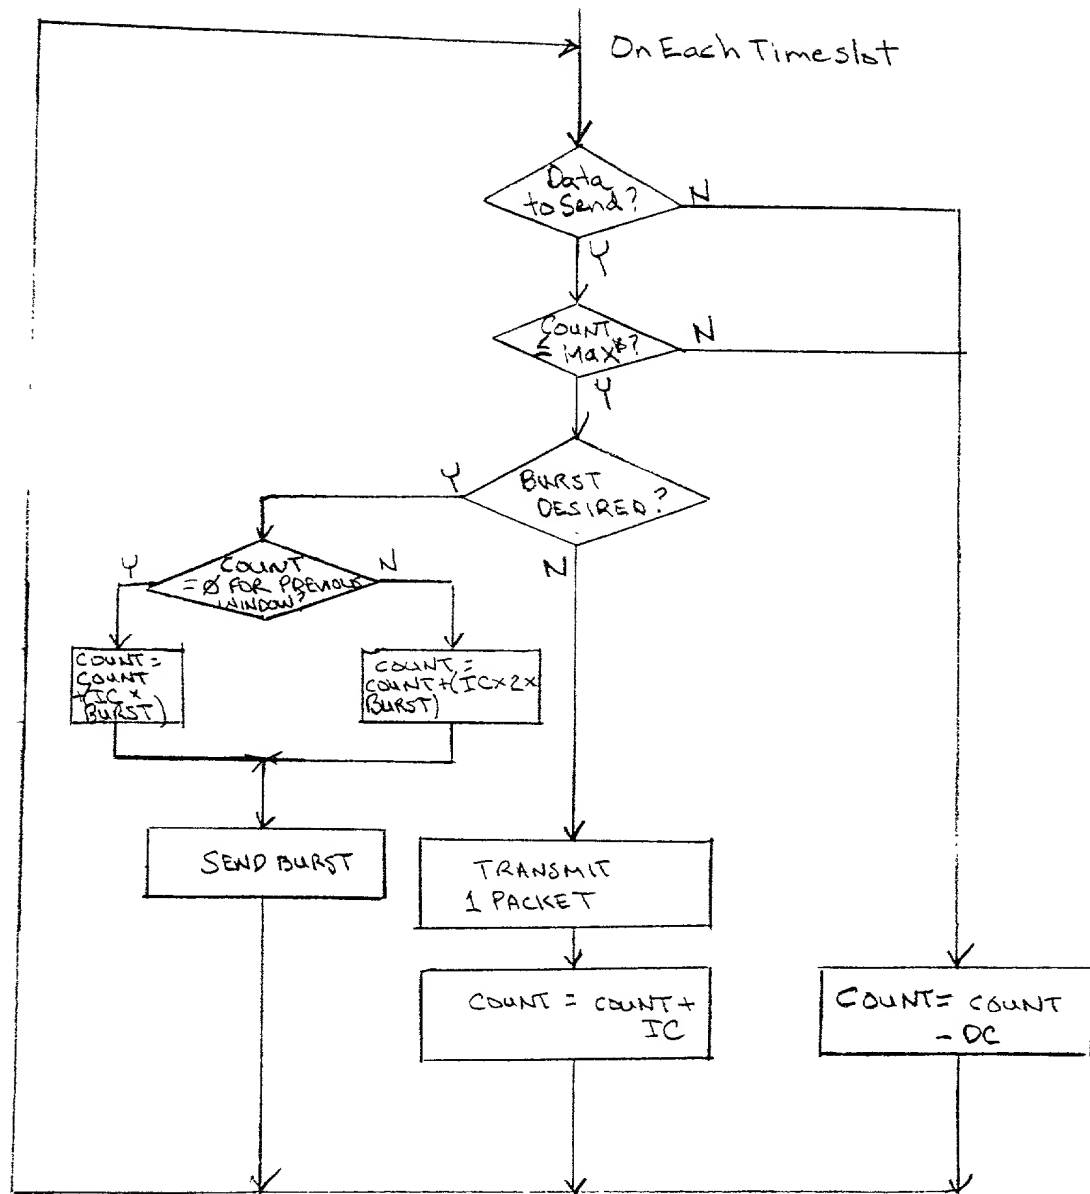 On Each Timeslot
Data
to Send?
N
Y
COUNT
≤ MAX?
N
Y
BURST
DESIRED?
Y
N
COUNT
= Ø FOR PREVIOUS
WINDOW?
Y
N
COUNT =
COUNT
+(IC ×
BURST)
COUNT =
COUNT+(IC×2×
BURST)
SEND BURST
TRANSMIT
1 PACKET
COUNT = COUNT +
IC
COUNT= COUNT
- DC